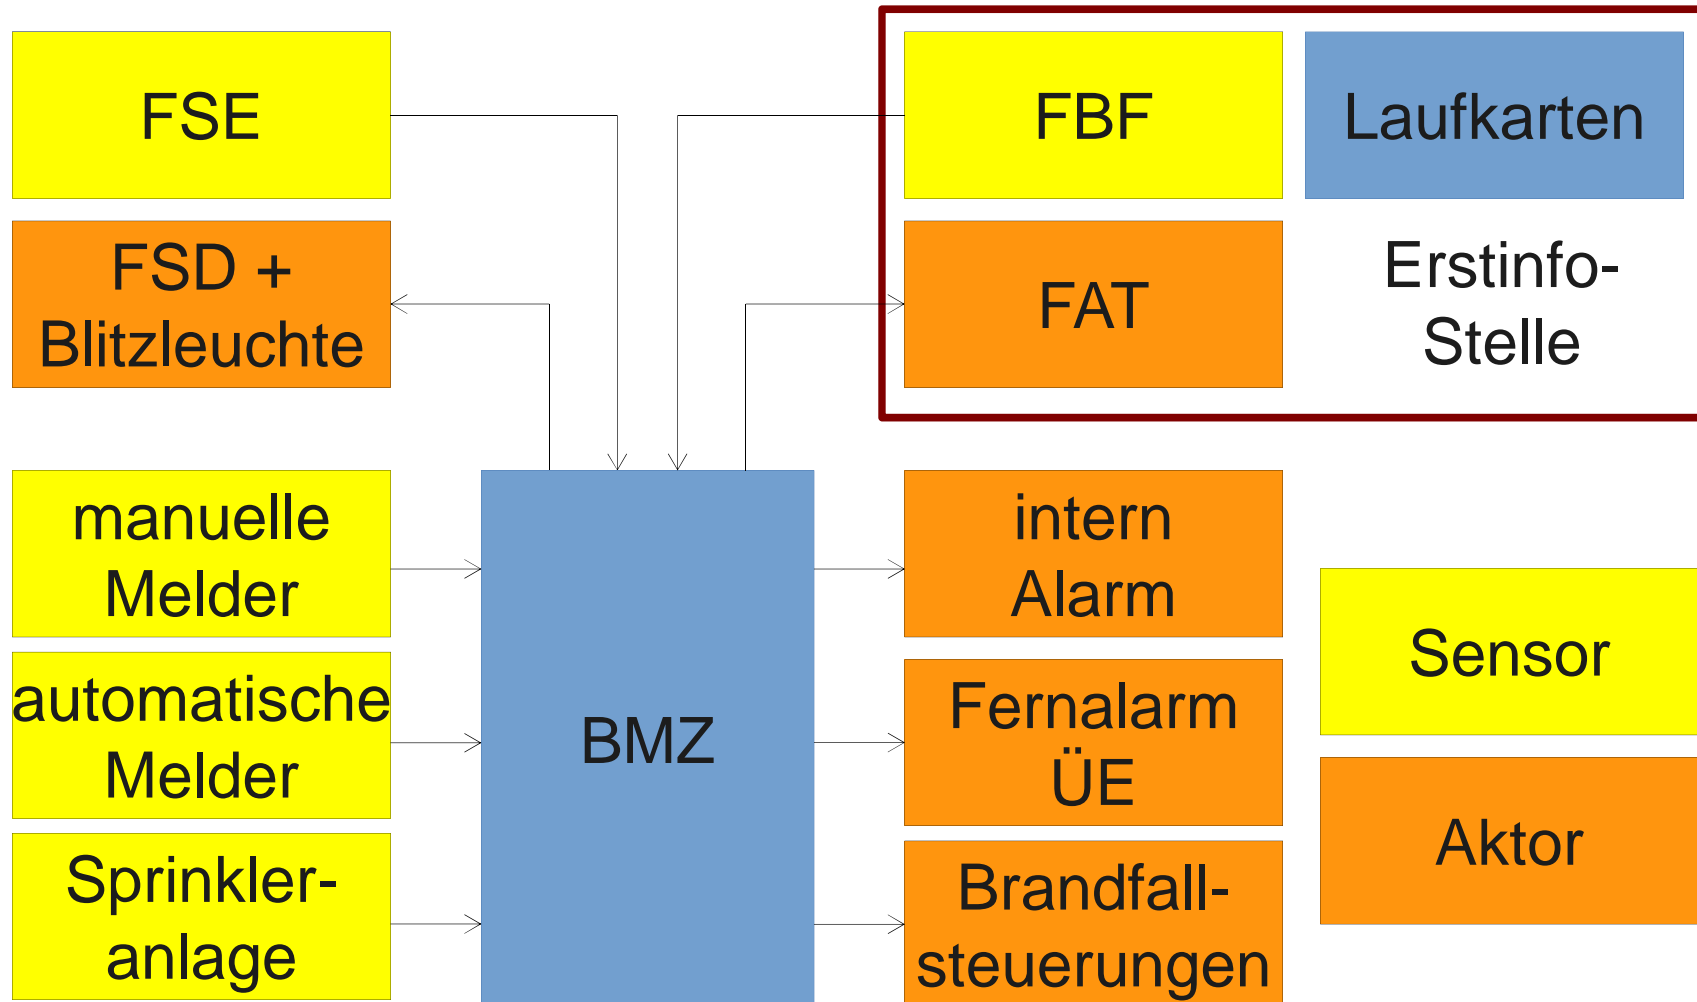 FSE
FSD +
Blitzleuchte
FBF
Laufkarten
FAT
Erstinfo-
Stelle
manuelle
Melder
automatische
Melder
Sprinkler-
anlage
BMZ
intern
Alarm
Fernalarm
ÜE
Brandfall-
steuerungen
Sensor
Aktor